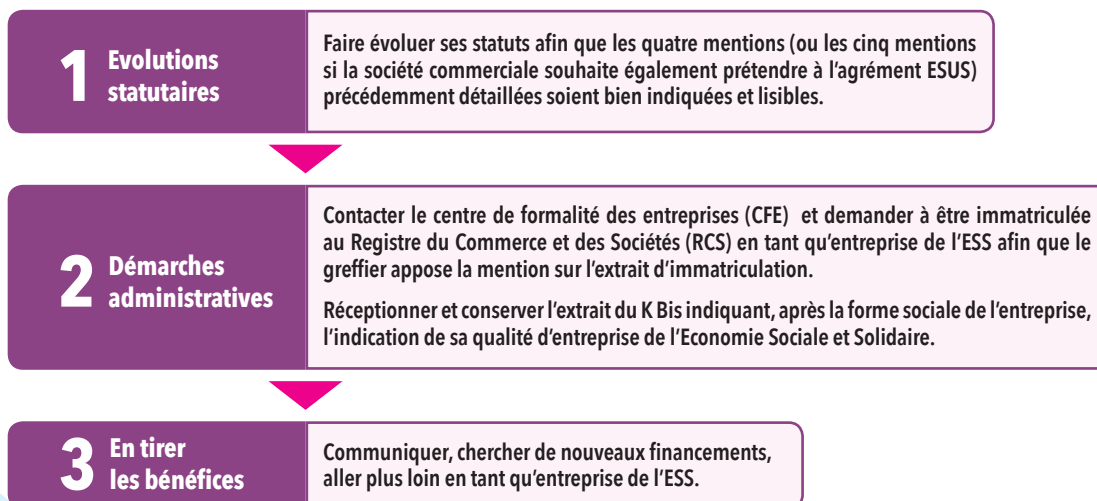 1 Evolutions
statutaires
Faire évoluer ses statuts afin que les quatre mentions (ou les cinq mentions
si la société commerciale souhaite également prétendre à l'agrément ESUS)
précédemment détaillées soient bien indiquées et lisibles.
2 Démarches
administratives
Contacter le centre de formalité des entreprises (CFE) et demander à être immatriculée
au Registre du Commerce et des Sociétés (RCS) en tant qu'entreprise de l'ESS afin que le
greffier appose la mention sur l'extrait d'immatriculation.
Réceptionner et conserver l'extrait du K Bis indiquant, après la forme sociale de l'entreprise,
l'indication de sa qualité d'entreprise de l'Economie Sociale et Solidaire.
3 En tirer
les bénéfices
Communiquer, chercher de nouveaux financements,
aller plus loin en tant qu'entreprise de l'ESS.